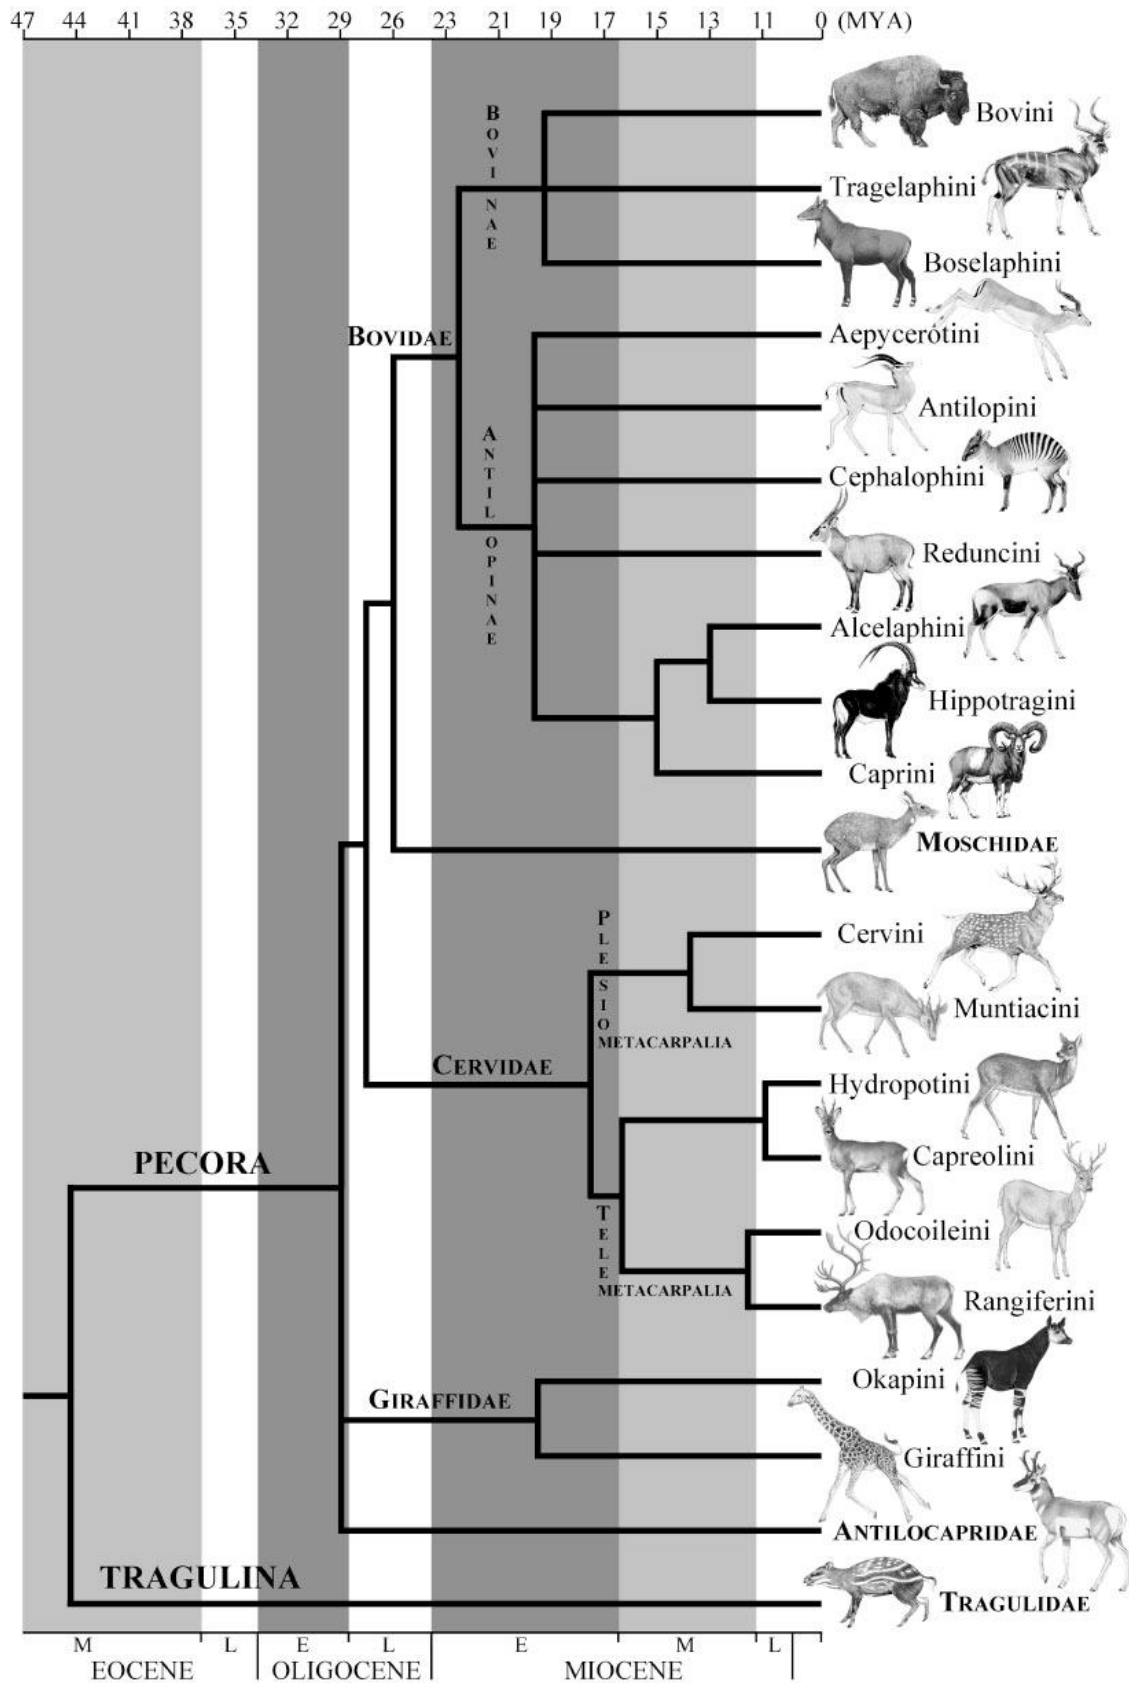 47 44 41 38 35 32 29 26 23 21 19 17 15 13 11 0 (MYA)
BOVINAE
Bovini
Tragelaphini
Boselaphini
BOVIDAE
Aepycerotini
ANTILOPINAE
Antilopini
Cephalophini
Reduncini
Alcelaphini
Hippotragini
Caprini
MOSCHIDAE
PLESIOMETACARPALIA
Cervini
Muntiacini
CERVIDAE
Hydropotini
Capreolini
PECORA
TELEMETACARPALIA
Odocoileini
Rangiferini
Okapini
GIRAFFIDAE
Giraffini
ANTILOCAPRIDAE
TRAGULINA
TRAGULIDAE
M L E L E M L
EOCENE OLIGOCENE MIOCENE